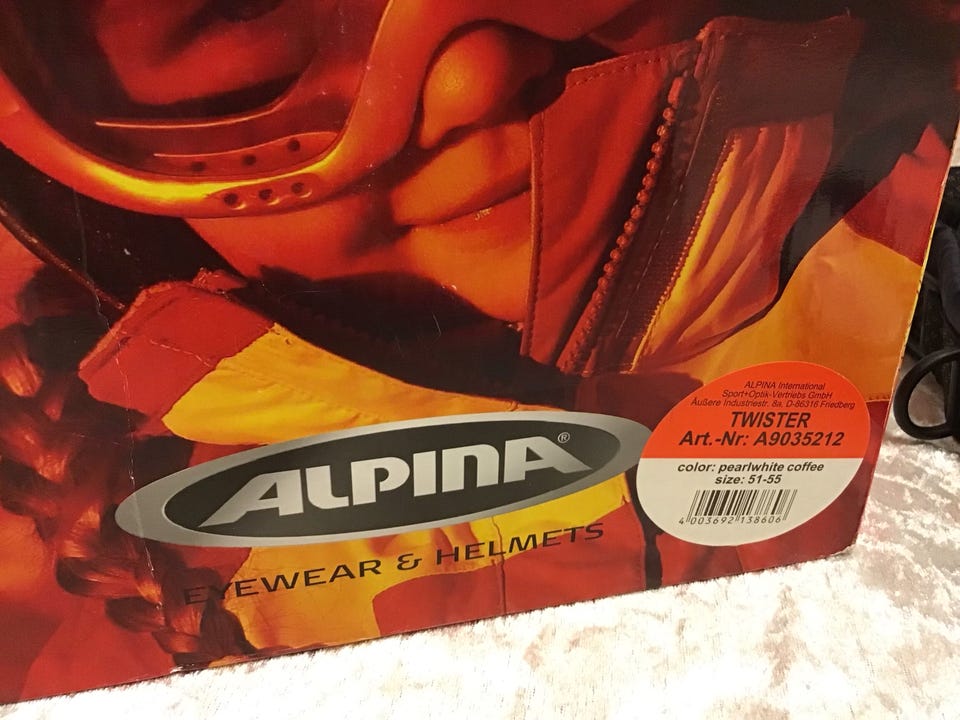 ALPINA®
EYEWEAR & HELMETS
ALPINA International
Sport+Optik-Vertriebs GmbH
Äußere Industriestr. 8a, D-86316 Friedberg
TWISTER
Art.-Nr: A9035212
color: pearlwhite coffee
size: 51-55
4 003692 138606